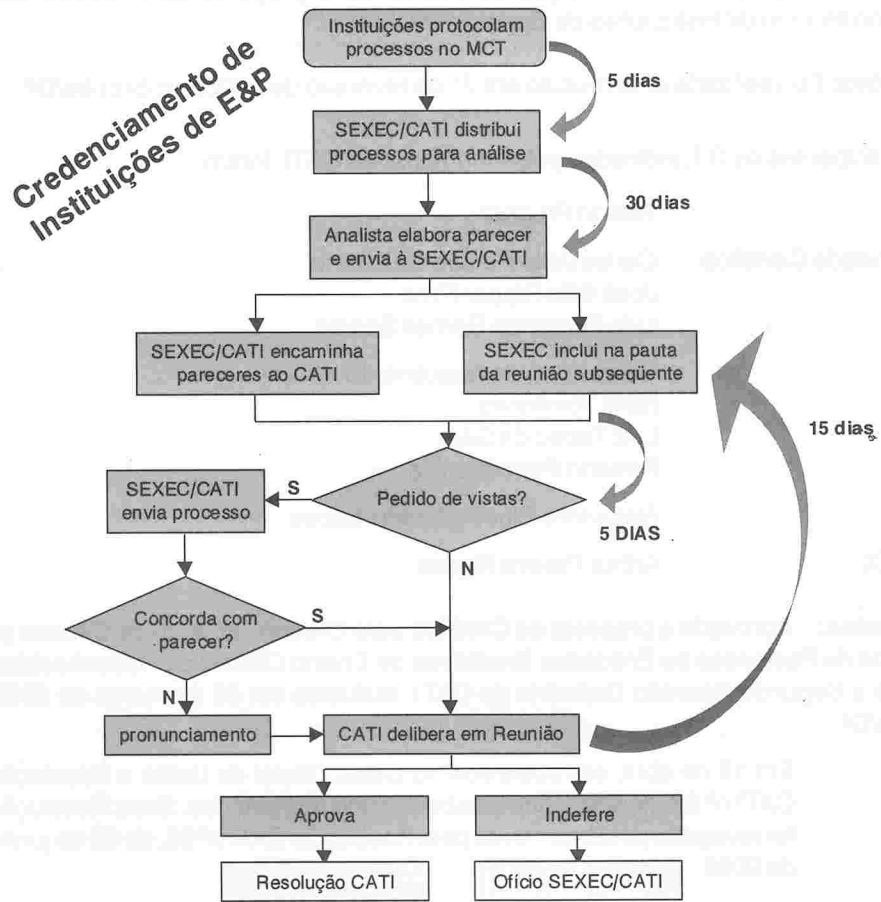 Credenciamento de
Instituições de E&P
Instituições protocolam
processos no MCT
5 dias
SEXEC/CATI distribui
processos para análise
30 dias
Analista elabora parecer
e envia à SEXEC/CATI
SEXEC/CATI encaminha
pareceres ao CATI
SEXEC inclui na pauta
da reunião subseqüente
15 dias
SEXEC/CATI
envia processo
S
Pedido de vistas?
5 DIAS
N
Concorda com
parecer?
S
N
pronunciamento
CATI delibera em Reunião
Aprova
Indefere
Resolução CATI
Ofício SEXEC/CATI